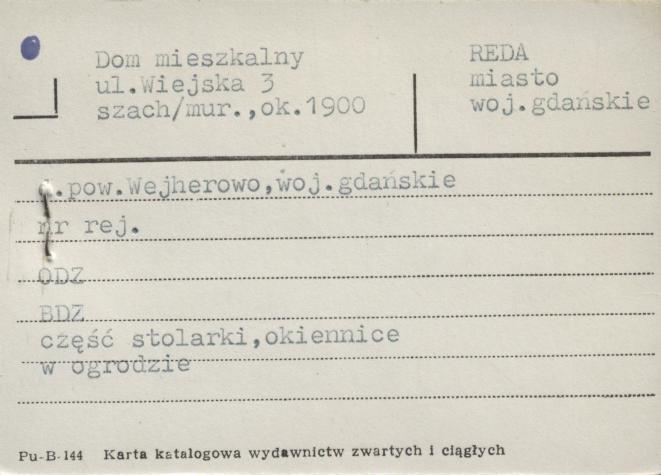 Dom mieszkalny
ul.Wiejska 3
szach/mur.,ok.1900
REDA
miasto
woj.gdańskie
d.pow.Wejherowo,woj.gdańskie
nr rej.
ODZ
BDZ
część stolarki,okiennice
w ogrodzie
Pu-B-144 Karta katalogowa wydawnictw zwartych i ciągłych